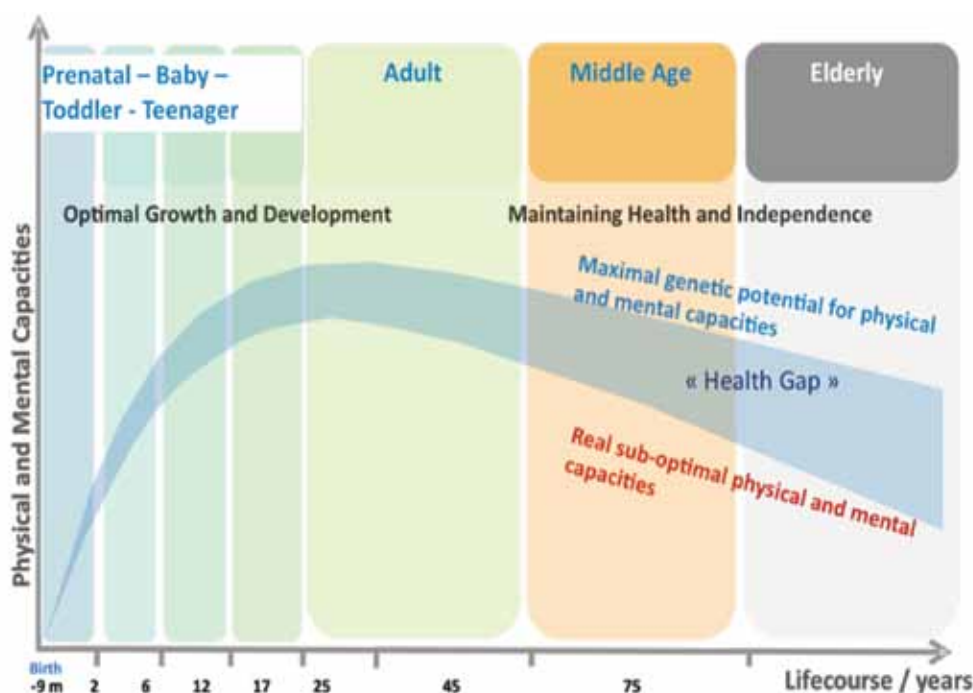 Prenatal – Baby –
Toddler - Teenager
Adult
Middle Age
Elderly
Optimal Growth and Development
Maintaining Health and Independence
Physical and Mental Capacities
Maximal genetic potential for physical
and mental capacities
« Health Gap »
Real sub-optimal physical and mental
capacities
Birth
-9 m 2 6 12 17 25 45 75
Lifecourse / years